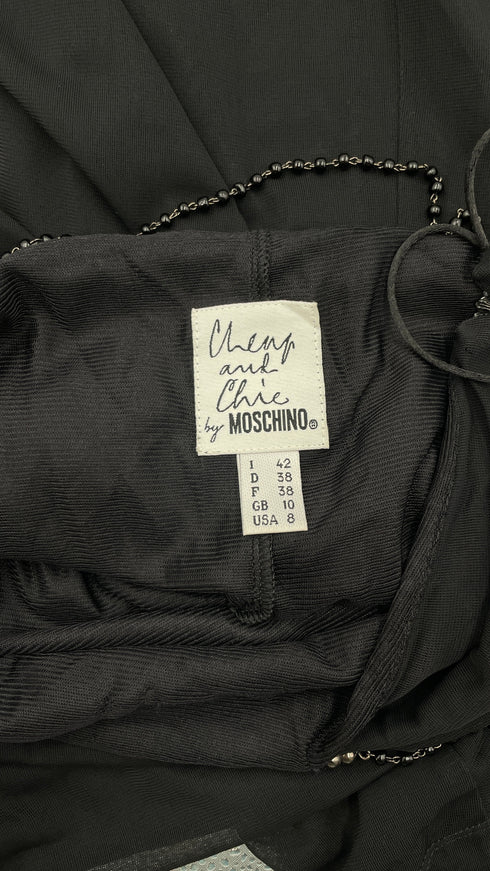 Cheap
and
Chic
by MOSCHINO®
I 42
D 38
F 38
GB 10
USA 8